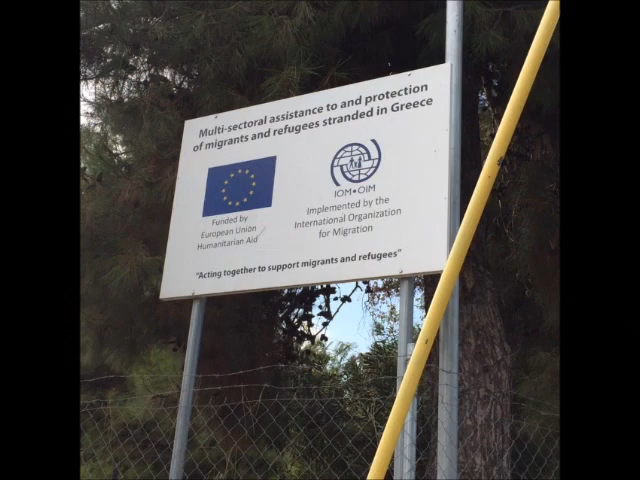 Multi-sectoral assistance to and protection
of migrants and refugees stranded in Greece
Funded by
European Union
Humanitarian Aid
IOM•OIM
Implemented by the
International Organization
for Migration
"Acting together to support migrants and refugees"